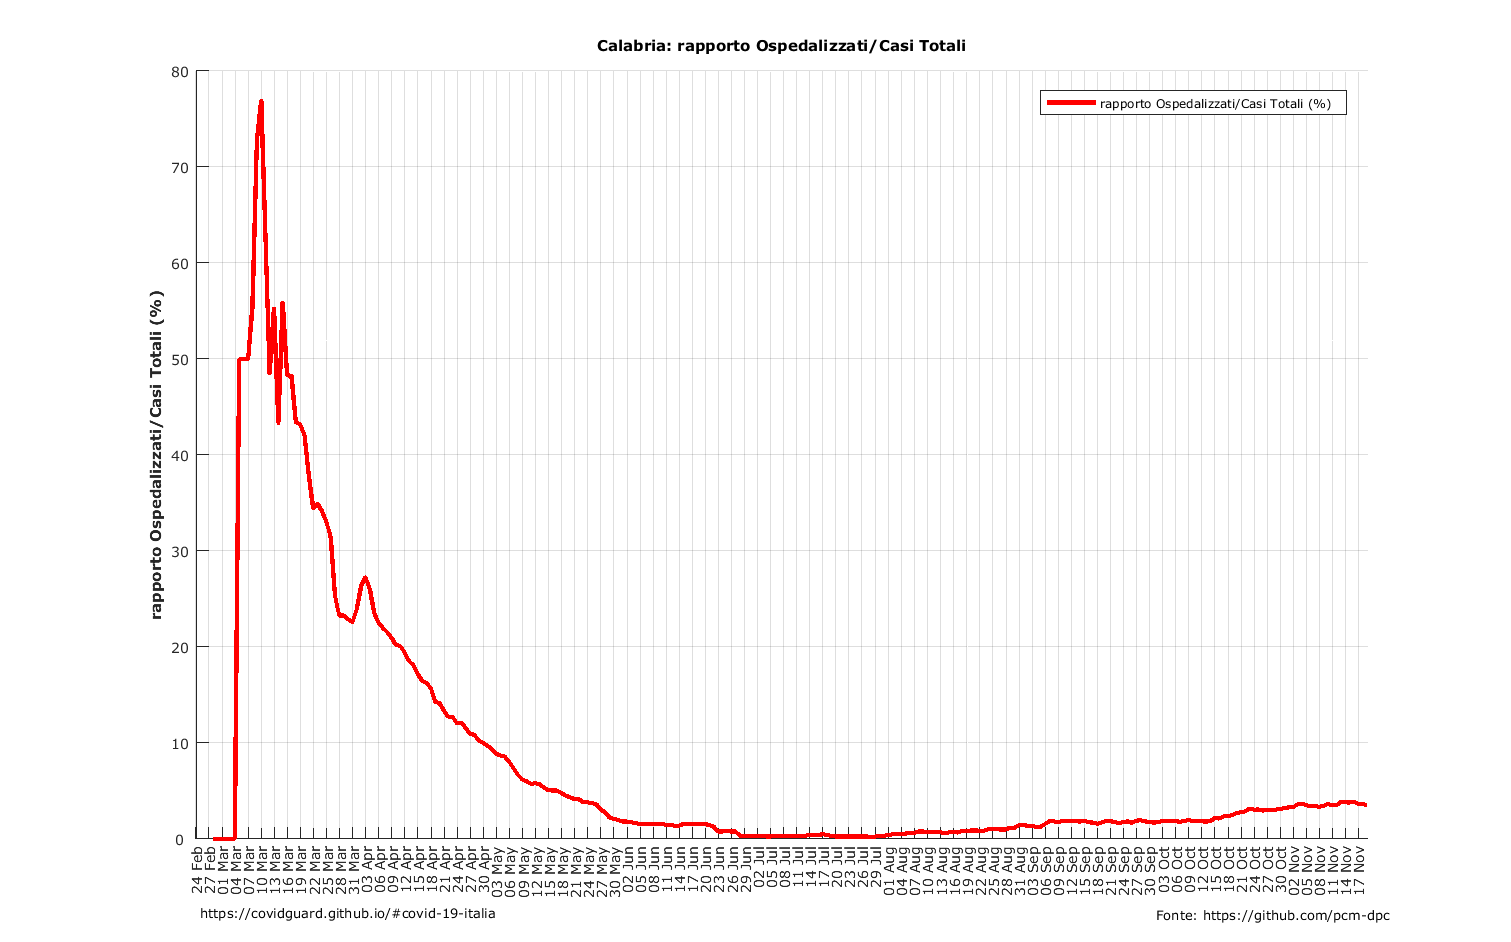 Calabria: rapporto Ospedalizzati/Casi Totali
rapporto Ospedalizzati/Casi Totali (%)
rapporto Ospedalizzati/Casi Totali (%)
80
70
60
50
40
30
20
10
0
24 Feb
27 Feb
01 Mar
04 Mar
07 Mar
10 Mar
13 Mar
16 Mar
19 Mar
22 Mar
25 Mar
28 Mar
31 Mar
03 Apr
06 Apr
09 Apr
12 Apr
15 Apr
18 Apr
21 Apr
24 Apr
27 Apr
30 Apr
03 May
06 May
09 May
12 May
15 May
18 May
21 May
24 May
27 May
30 May
02 Jun
05 Jun
08 Jun
11 Jun
14 Jun
17 Jun
20 Jun
23 Jun
26 Jun
29 Jun
02 Jul
05 Jul
08 Jul
11 Jul
14 Jul
17 Jul
20 Jul
23 Jul
26 Jul
29 Jul
01 Aug
04 Aug
07 Aug
10 Aug
13 Aug
16 Aug
19 Aug
22 Aug
25 Aug
28 Aug
31 Aug
03 Sep
06 Sep
09 Sep
12 Sep
15 Sep
18 Sep
21 Sep
24 Sep
27 Sep
30 Sep
03 Oct
06 Oct
09 Oct
12 Oct
15 Oct
18 Oct
21 Oct
24 Oct
27 Oct
30 Oct
02 Nov
05 Nov
08 Nov
11 Nov
14 Nov
17 Nov
https://covidguard.github.io/#covid-19-italia
Fonte: https://github.com/pcm-dpc